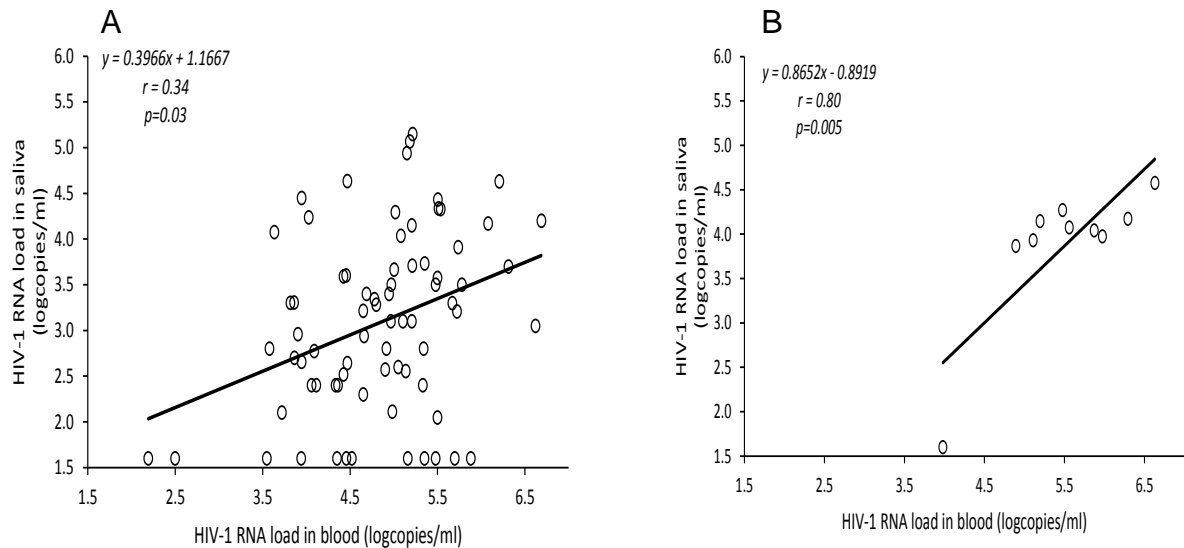 A
y = 0.3966x + 1.1667
r = 0.34
p=0.03
HIV-1 RNA load in saliva
(logcopies/ml)
6.0
5.5
5.0
4.5
4.0
3.5
3.0
2.5
2.0
1.5
1.5 2.5 3.5 4.5 5.5 6.5
HIV-1 RNA load in blood (logcopies/ml)
B
y = 0.8652x - 0.8919
r = 0.80
p=0.005
HIV-1 RNA load in saliva
(logcopies/ml)
6.0
5.5
5.0
4.5
4.0
3.5
3.0
2.5
2.0
1.5
1.5 2.5 3.5 4.5 5.5 6.5
HIV-1 RNA load in blood (logcopies/ml)